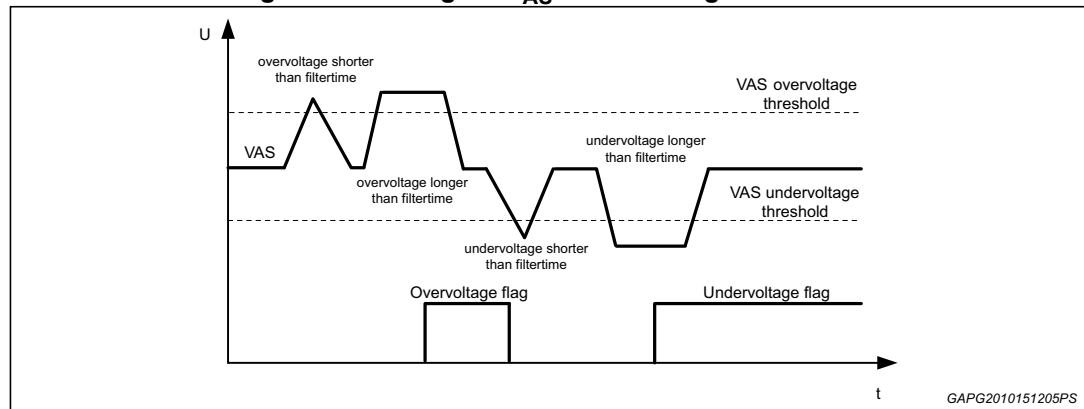 U
overvoltage shorter
than filtertime
VAS overvoltage
threshold
VAS
undervoltage longer
than filtertime
overvoltage longer
than filtertime
VAS undervoltage
threshold
undervoltage shorter
than filtertime
Overvoltage flag
Undervoltage flag
t
GAPG2010151205PS